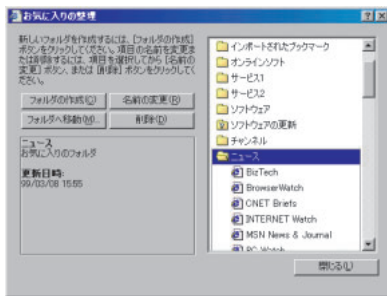 お気に入りの整理
新しいフォルダを作成するには、[フォルダの作成]
ボタンをクリックしてください。項目の名前を変更ま
たは削除するには、項目を選択してから [名前の
変更] ボタン、または [削除] ボタンをクリックしてく
ださい。
フォルダの作成(C)
名前の変更(R)
フォルダへ移動(M)...
削除(D)
ニュース
お気に入りのフォルダ
更新日時:
99/03/08 15:55
インポートされたブックマーク
オンラインソフト
サービス1
サービス2
ソフトウェア
ソフトウェアの更新
チャンネル
ニュース
BizTech
BrowserWatch
CNET Briefs
INTERNET Watch
MSN News & Journal
PC Watch
閉じる(L)